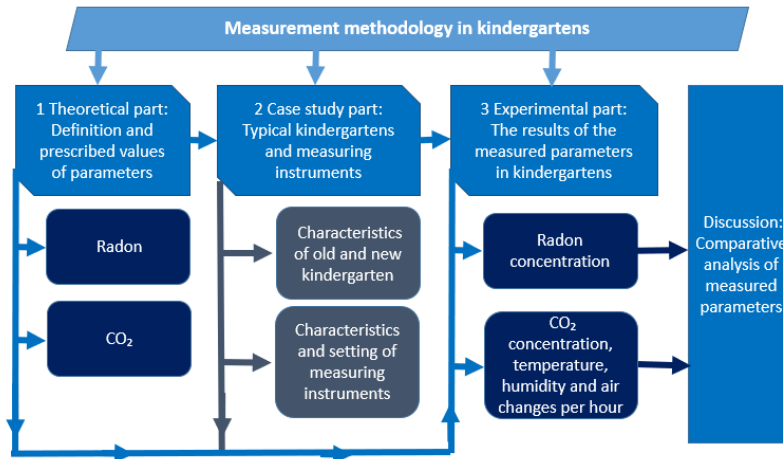 Measurement methodology in kindergartens
1 Theoretical part:
Definition and
prescribed values
of parameters
2 Case study part:
Typical kindergartens
and measuring
instruments
3 Experimental part:
The results of the
measured parameters
in kindergartens
Radon
CO₂
Characteristics
of old and new
kindergarten
Characteristics
and setting of
measuring
instruments
Radon
concentration
CO₂
concentration,
temperature,
humidity and air
changes per hour
Discussion:
Comparative
analysis of
measured
parameters